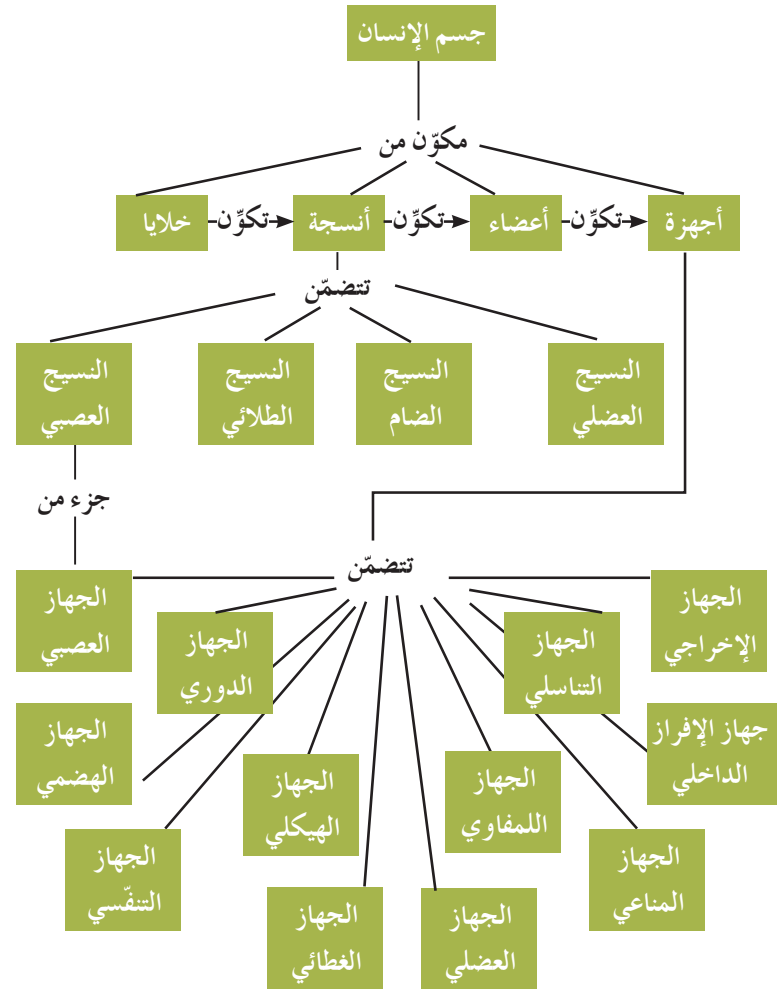 جسم الإنسان
مكوّن من
أجهزة
تكوِّن
أعضاء
تكوِّن
أنسجة
تكوِّن
خلايا
تتضمّن
النسيج
العضلي
النسيج
الضام
النسيج
الطلائي
النسيج
العصبي
جزء من
تتضمّن
الجهاز
الإخراجي
الجهاز
التناسلي
الجهاز
الدوري
الجهاز
العصبي
جهاز الإفراز
الداخلي
الجهاز
اللمفاوي
الجهاز
الهيكلي
الجهاز
الهضمي
الجهاز
المناعي
الجهاز
العضلي
الجهاز
الغطائي
الجهاز
التنفّسي